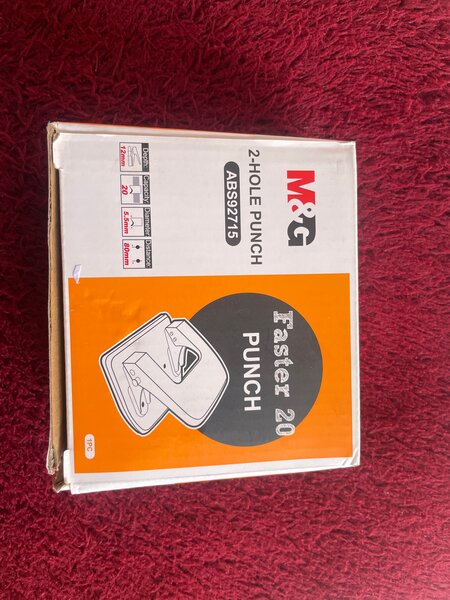 M&G
2-HOLE PUNCH
ABS92715
Depth: Capacity: Diameter: Distance:
12mm 20 5.5mm 80mm
Faster 20
PUNCH
1PC